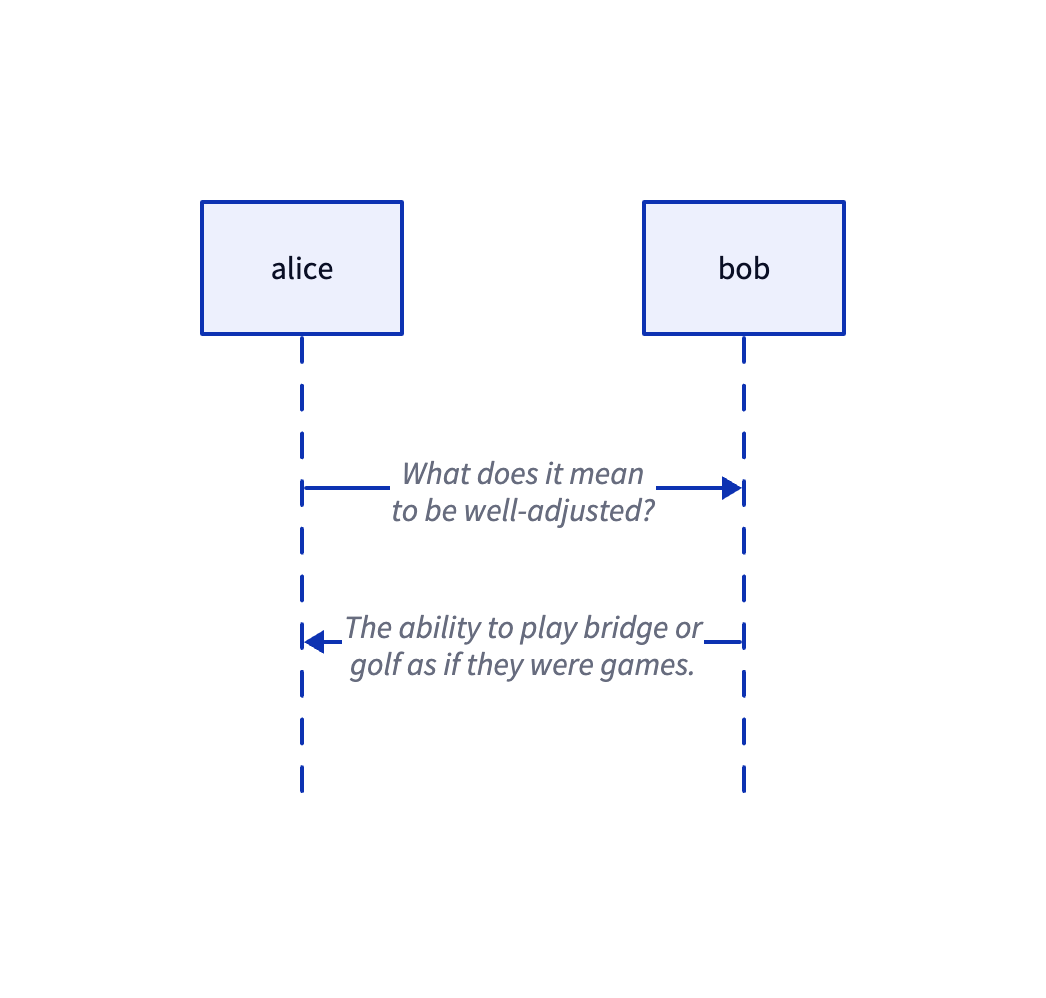 alice
bob
What does it mean
to be well-adjusted?
The ability to play bridge or
golf as if they were games.